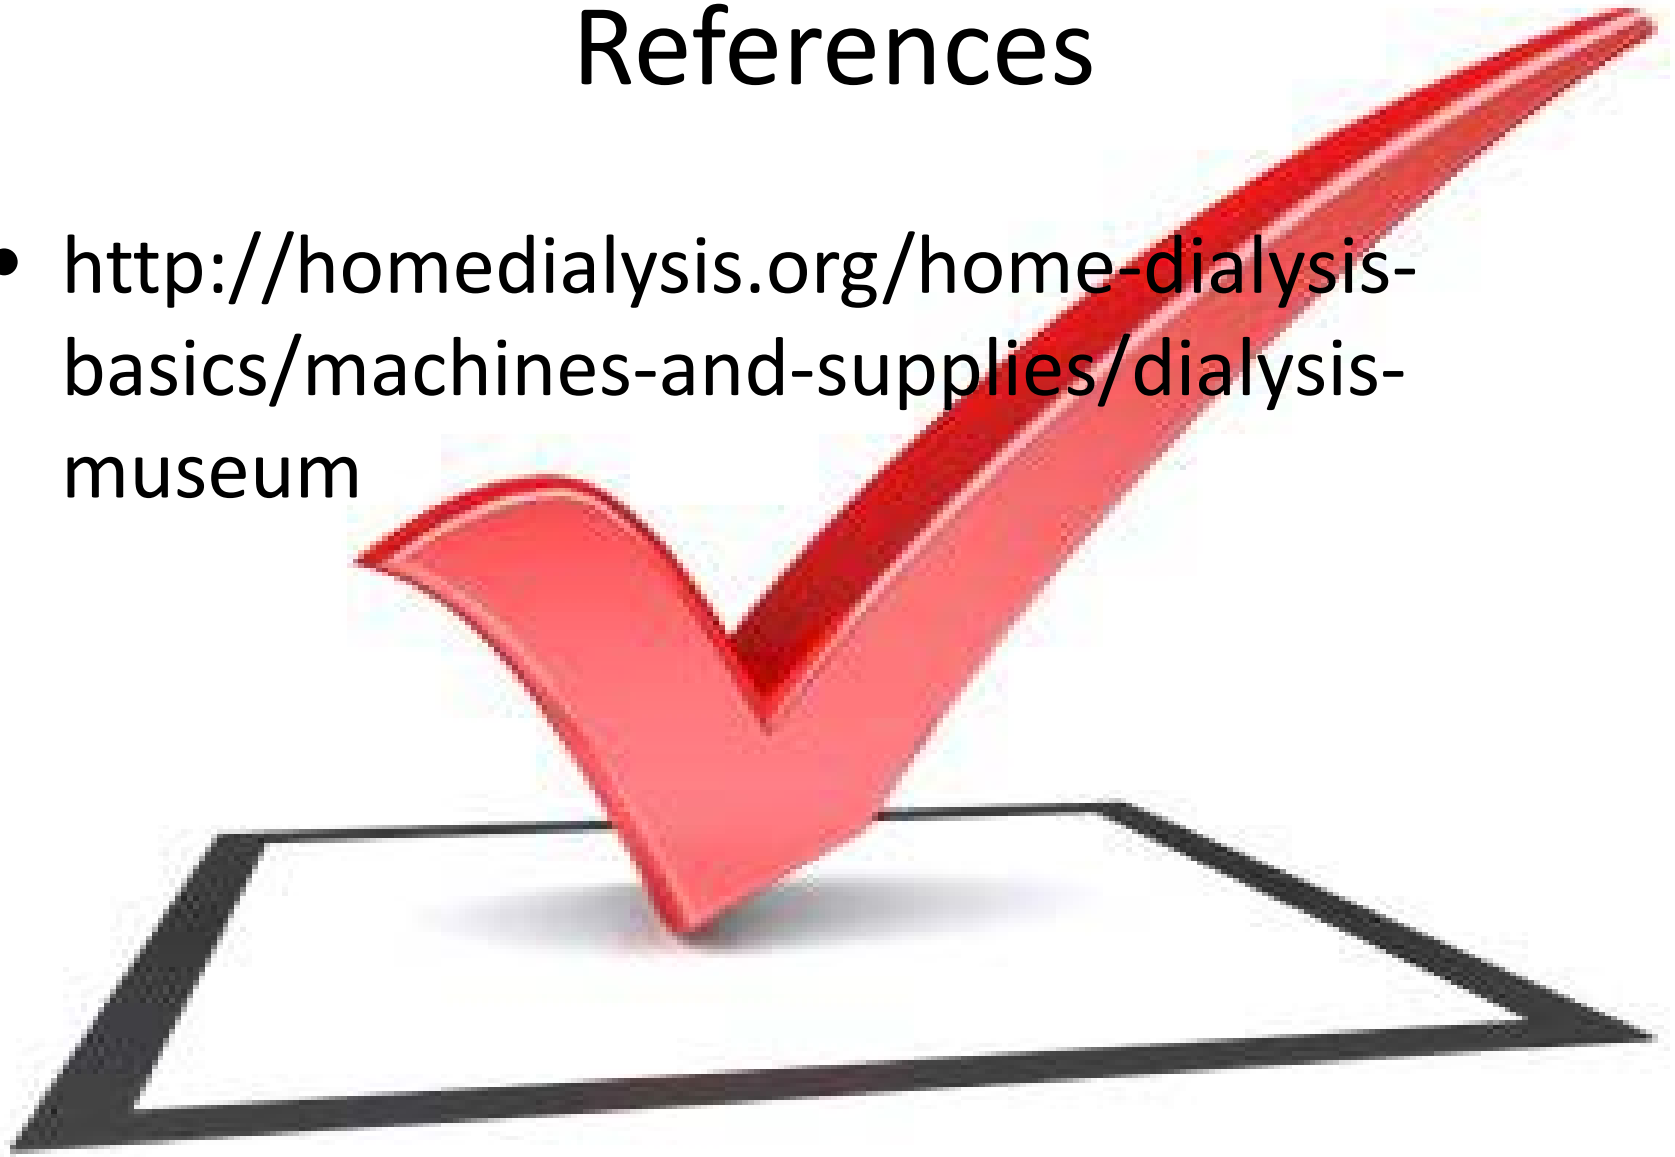 References
• http://homedialysis.org/home-dialysis-
basics/machines-and-supplies/dialysis-
museum